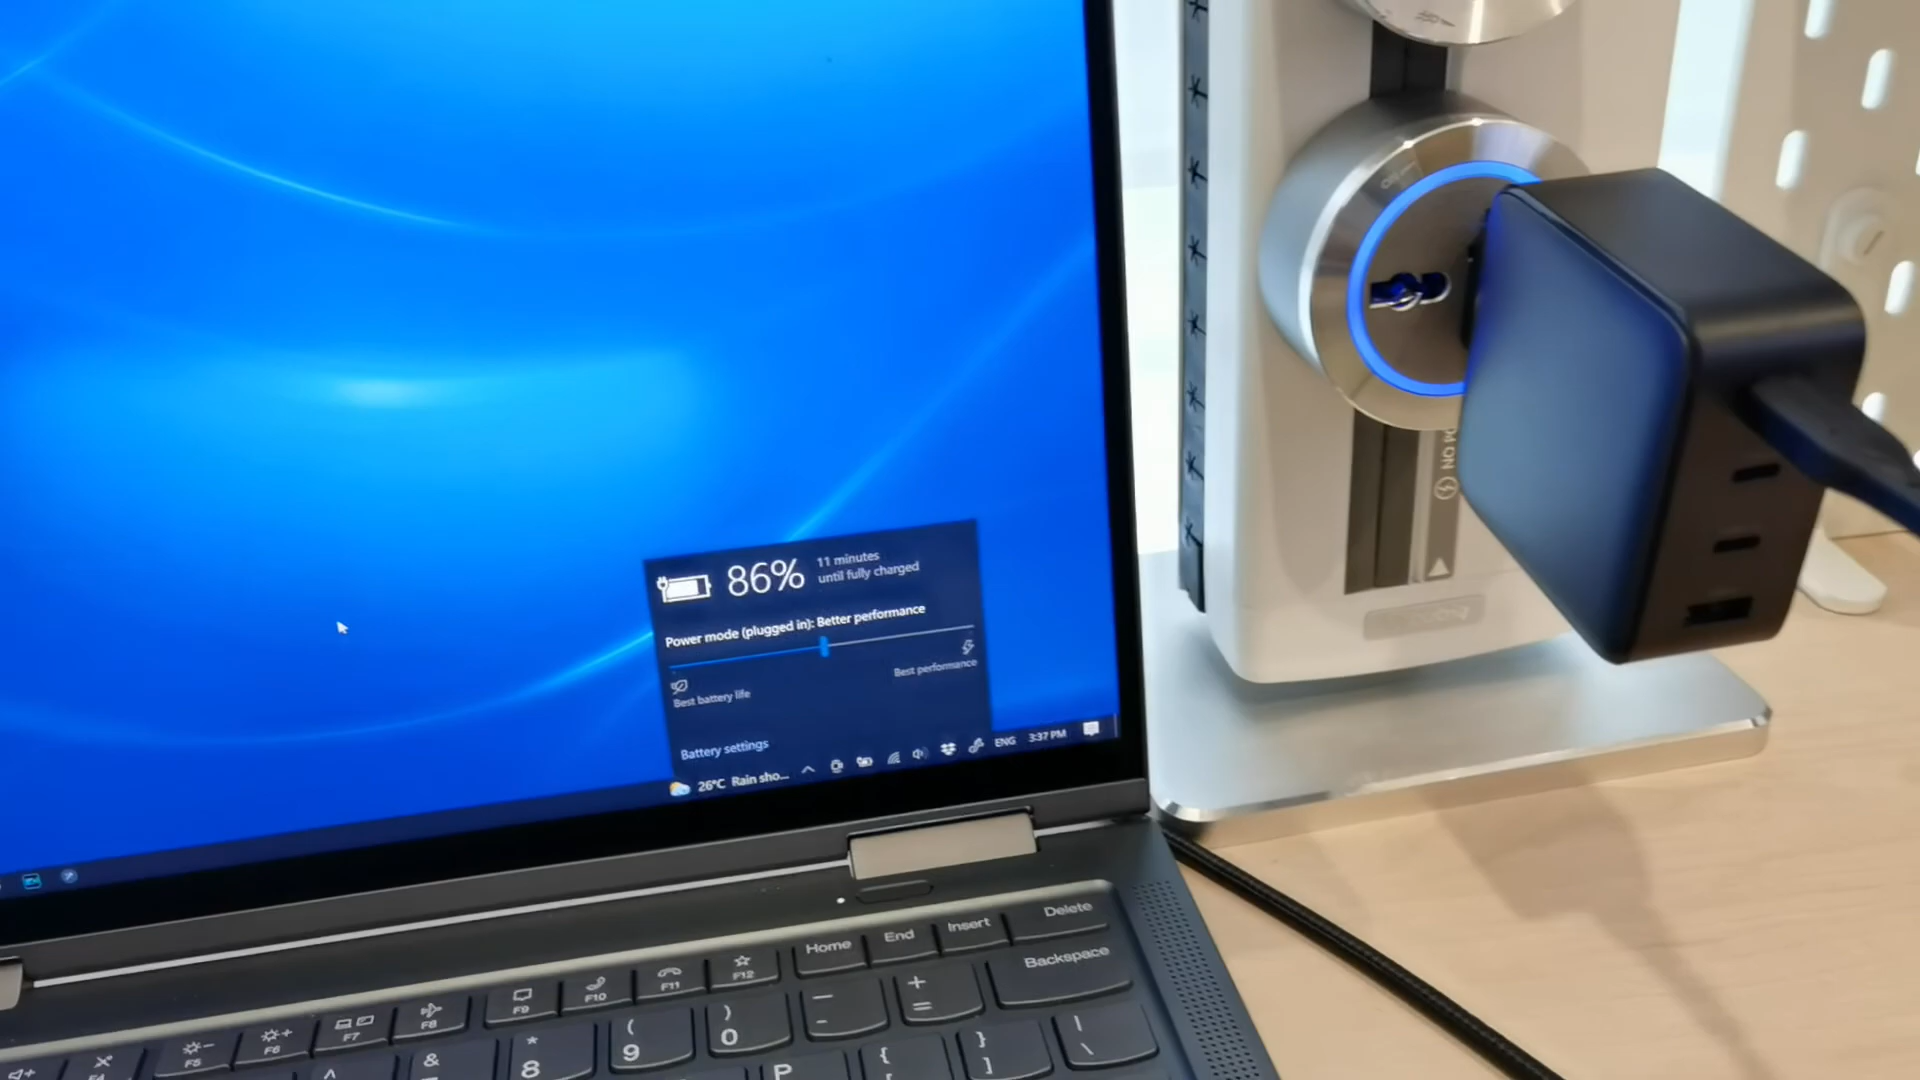 86%
11 minutes
until fully charged
Power mode (plugged in): Better performance
Best battery life
Best performance
Battery settings
26°C Rain sho...
ENG
3:37 PM
ON
Home
End
Insert
Delete
F4
F5
F6
F7
F8
F9
F10
F11
F12
Backspace
^
&
*
8
(
9
)
0
_
-
+
=
P
{
[
}
]
|
\